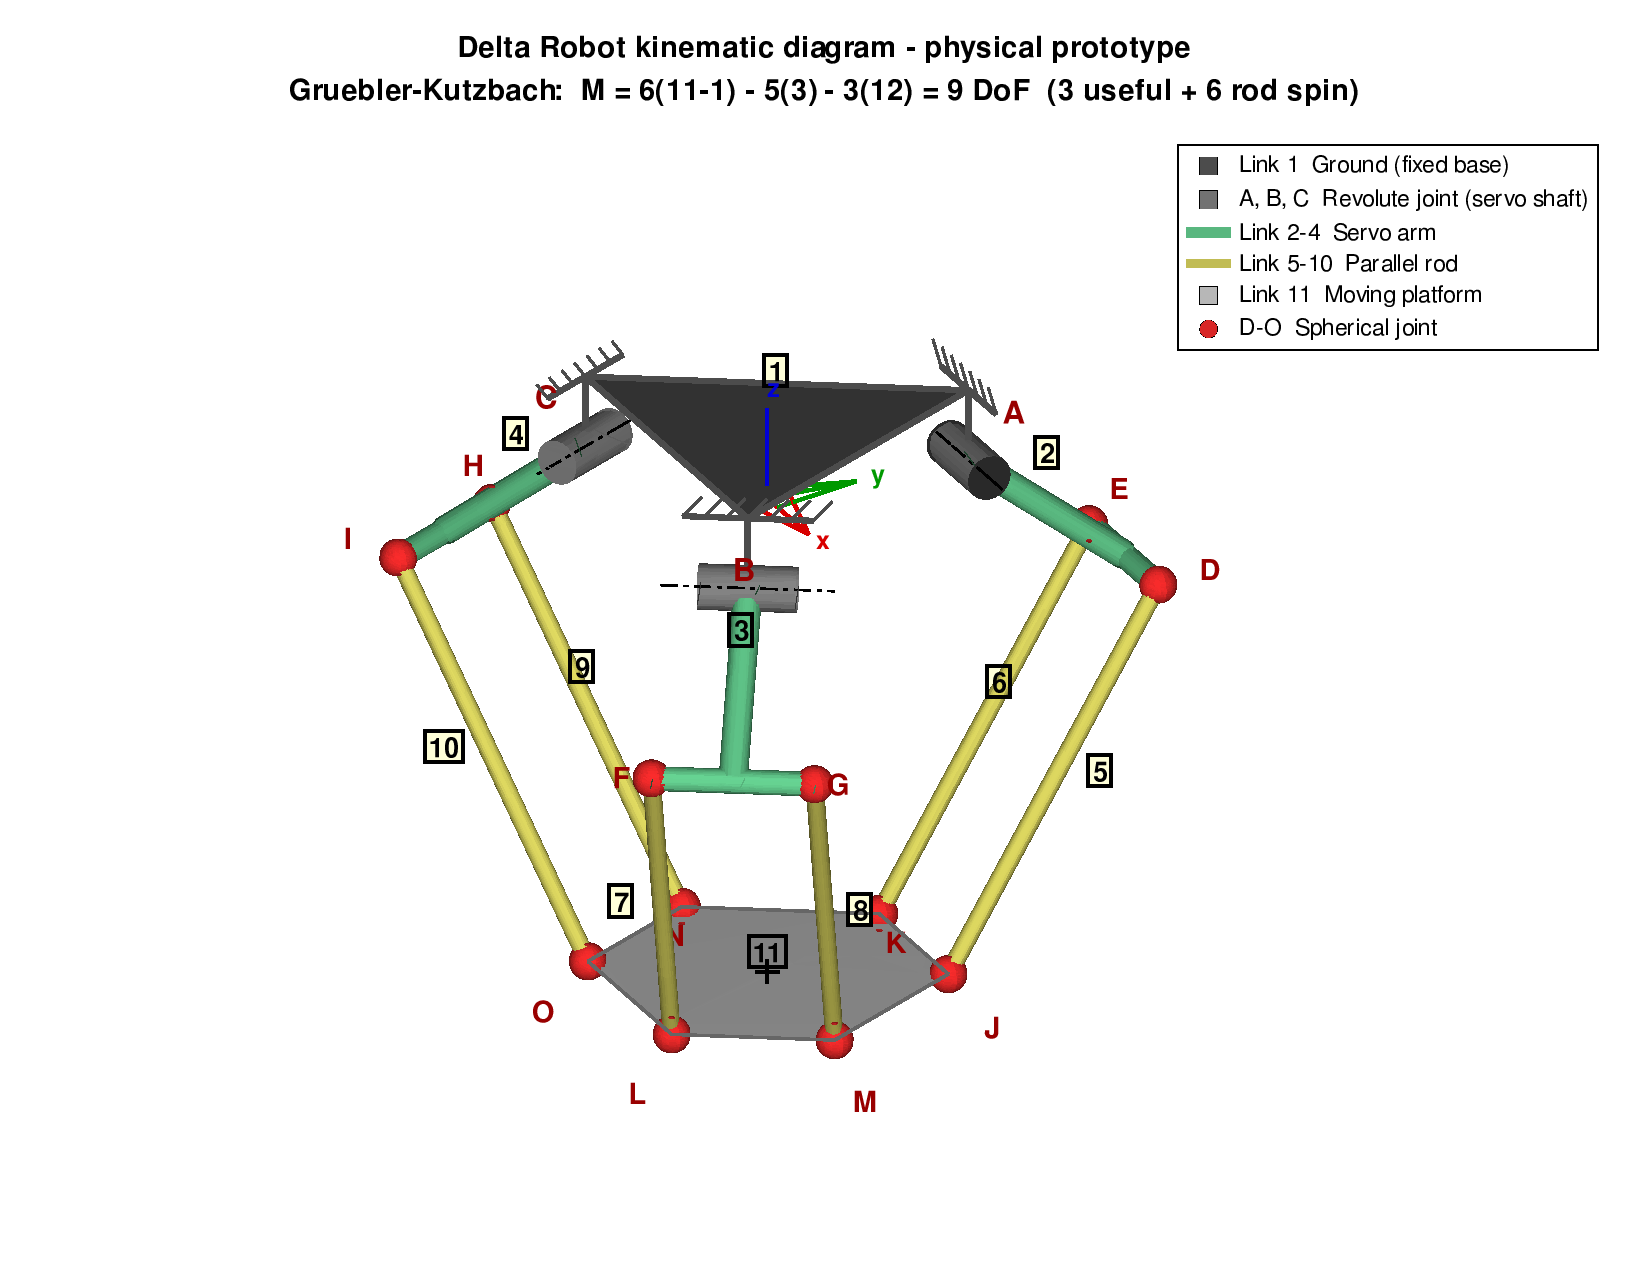 Delta Robot kinematic diagram - physical prototype
Gruebler-Kutzbach:  M = 6(11-1) - 5(3) - 3(12) = 9 DoF  (3 useful + 6 rod spin)
Link 1  Ground (fixed base)
A, B, C  Revolute joint (servo shaft)
Link 2-4  Servo arm
Link 5-10  Parallel rod
Link 11  Moving platform
D-O  Spherical joint
1
z
C
A
4
2
H
y
E
I
x
B
D
3
9
6
10
5
F
G
7
8
N
K
11
O
J
L
M